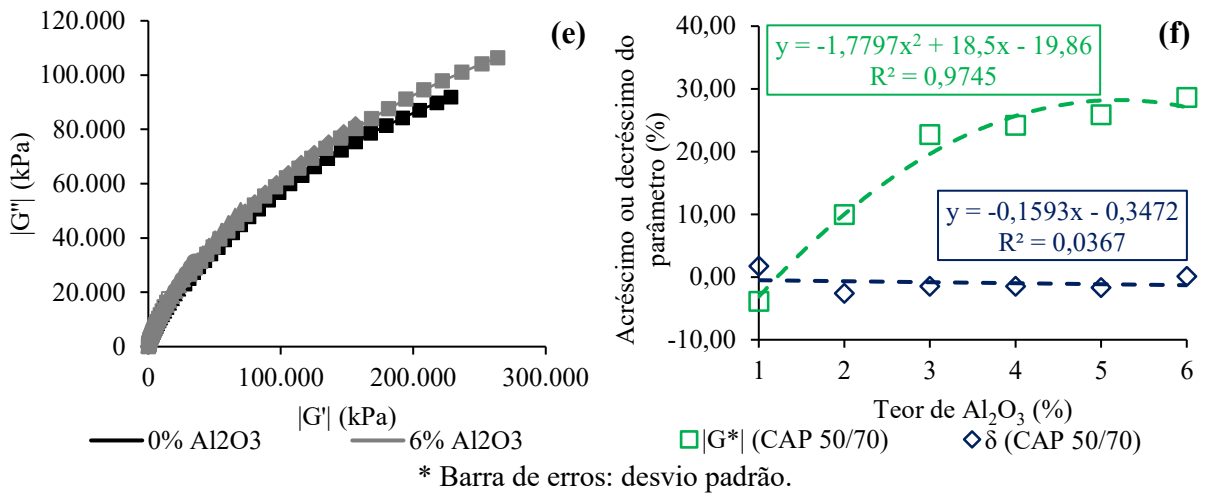 120.000
100.000
80.000
60.000
40.000
20.000
0
|G''| (kPa)
(e)
0
100.000
200.000
300.000
|G'| (kPa)
0% Al2O3
6% Al2O3
40,00
30,00
20,00
10,00
0,00
-10,00
Acréscimo ou decréscimo do
parâmetro (%)
(f)
y = -1,7797x² + 18,5x - 19,86
R² = 0,9745
y = -0,1593x - 0,3472
R² = 0,0367
1
2
3
4
5
6
Teor de Al₂O₃ (%)
|G*| (CAP 50/70)
δ (CAP 50/70)
* Barra de erros: desvio padrão.